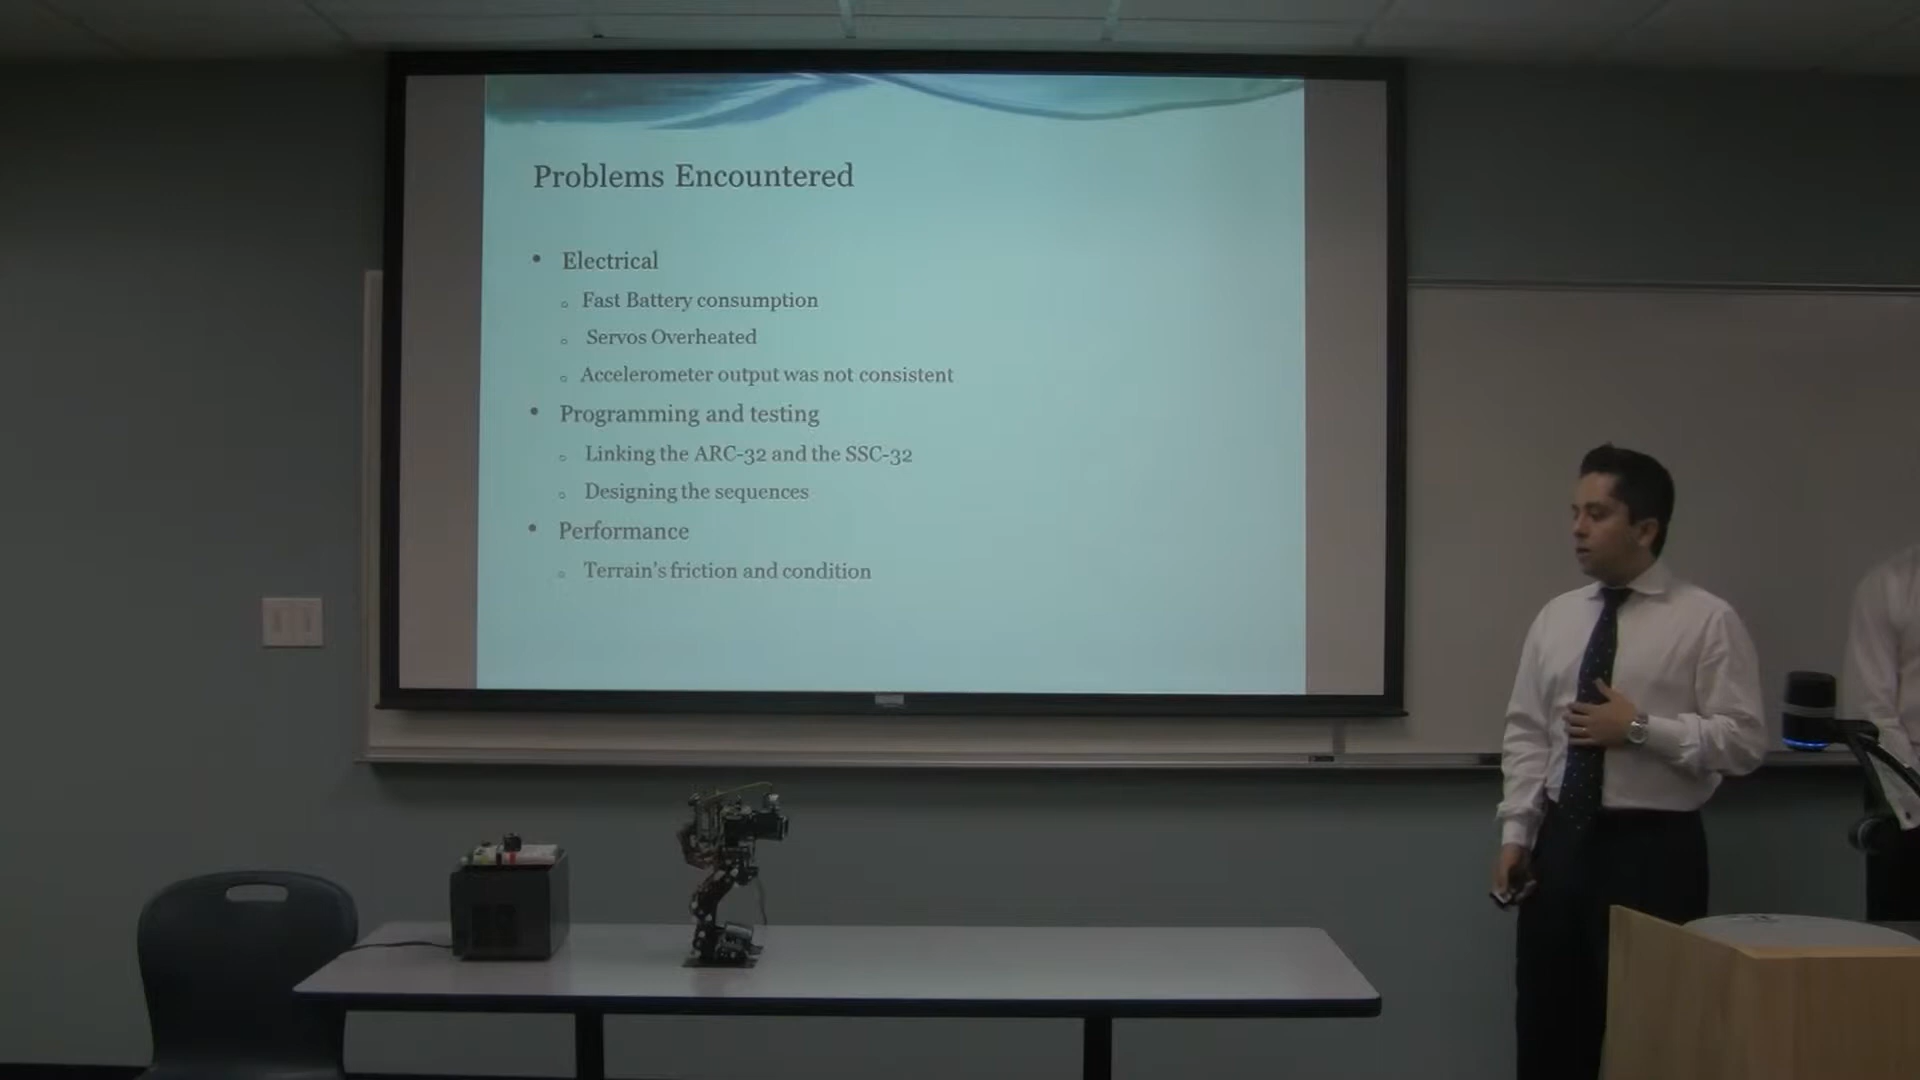 Problems Encountered
• Electrical
○ Fast Battery consumption
○ Servos Overheated
○ Accelerometer output was not consistent
• Programming and testing
○ Linking the ARC-32 and the SSC-32
○ Designing the sequences
• Performance
○ Terrain's friction and condition